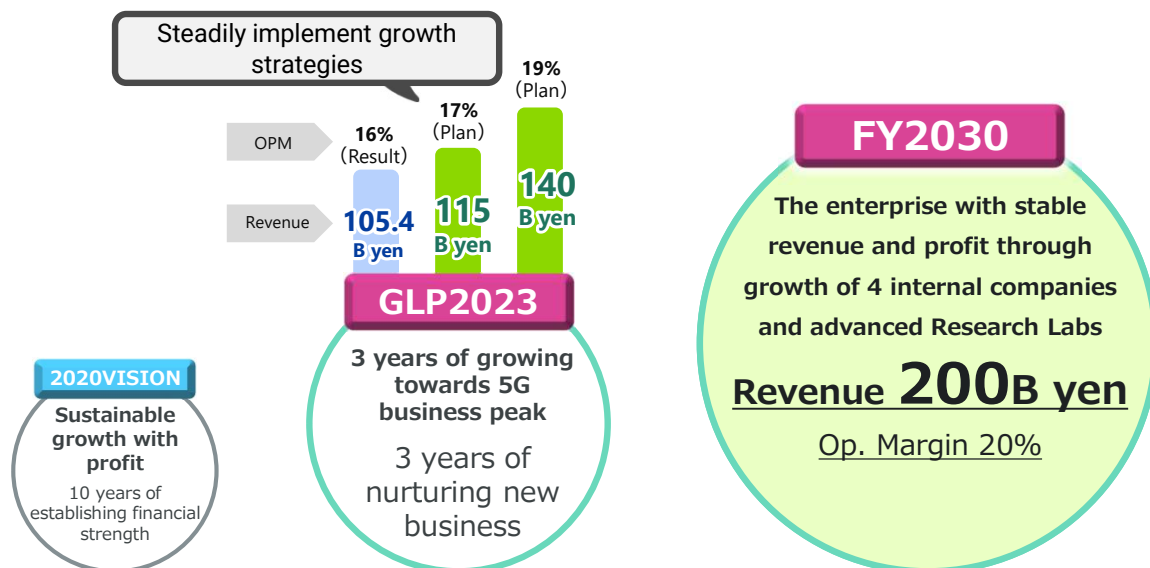 Steadily implement growth
strategies
OPM
Revenue
16%
(Result)
105.4
B yen
17%
(Plan)
115
B yen
19%
(Plan)
140
B yen
2020VISION
Sustainable
growth with
profit
10 years of
establishing financial
strength
GLP2023
3 years of growing
towards 5G
business peak
3 years of
nurturing new
business
FY2030
The enterprise with stable
revenue and profit through
growth of 4 internal companies
and advanced Research Labs
Revenue 200B yen
Op. Margin 20%